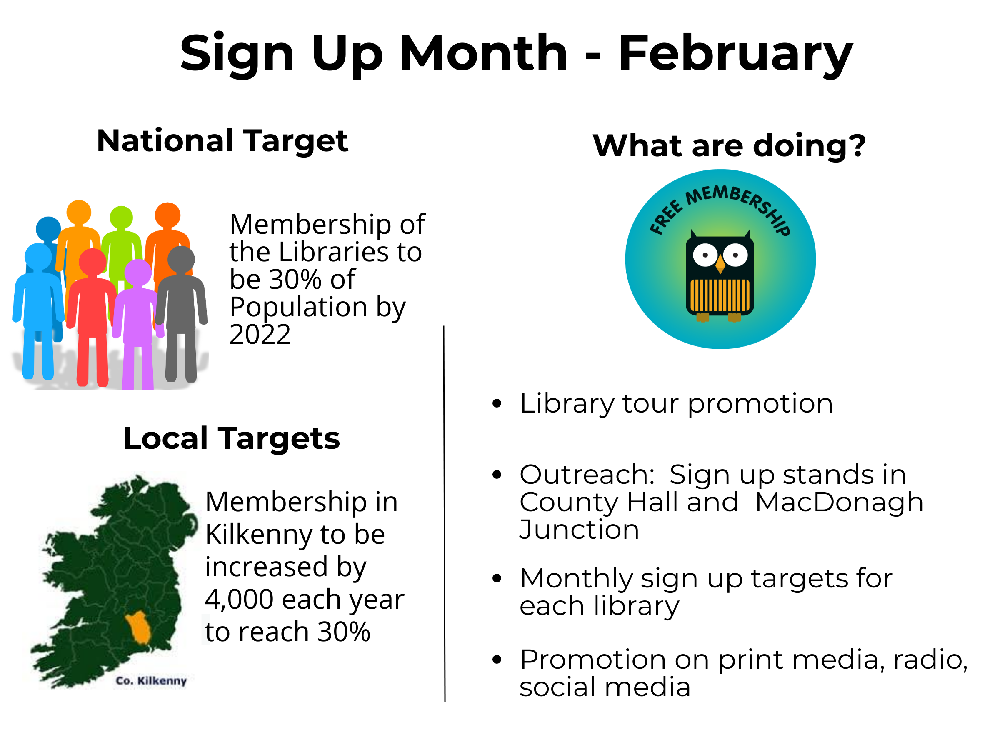 Sign Up Month - February
National Target
Membership of
the Libraries to
be 30% of
Population by
2022
Local Targets
Membership in
Kilkenny to be
increased by
4,000 each year
to reach 30%
Co. Kilkenny
What are doing?
FREE MEMBERSHIP
• Library tour promotion
• Outreach:  Sign up stands in
County Hall and  MacDonagh
Junction
• Monthly sign up targets for
each library
• Promotion on print media, radio,
social media